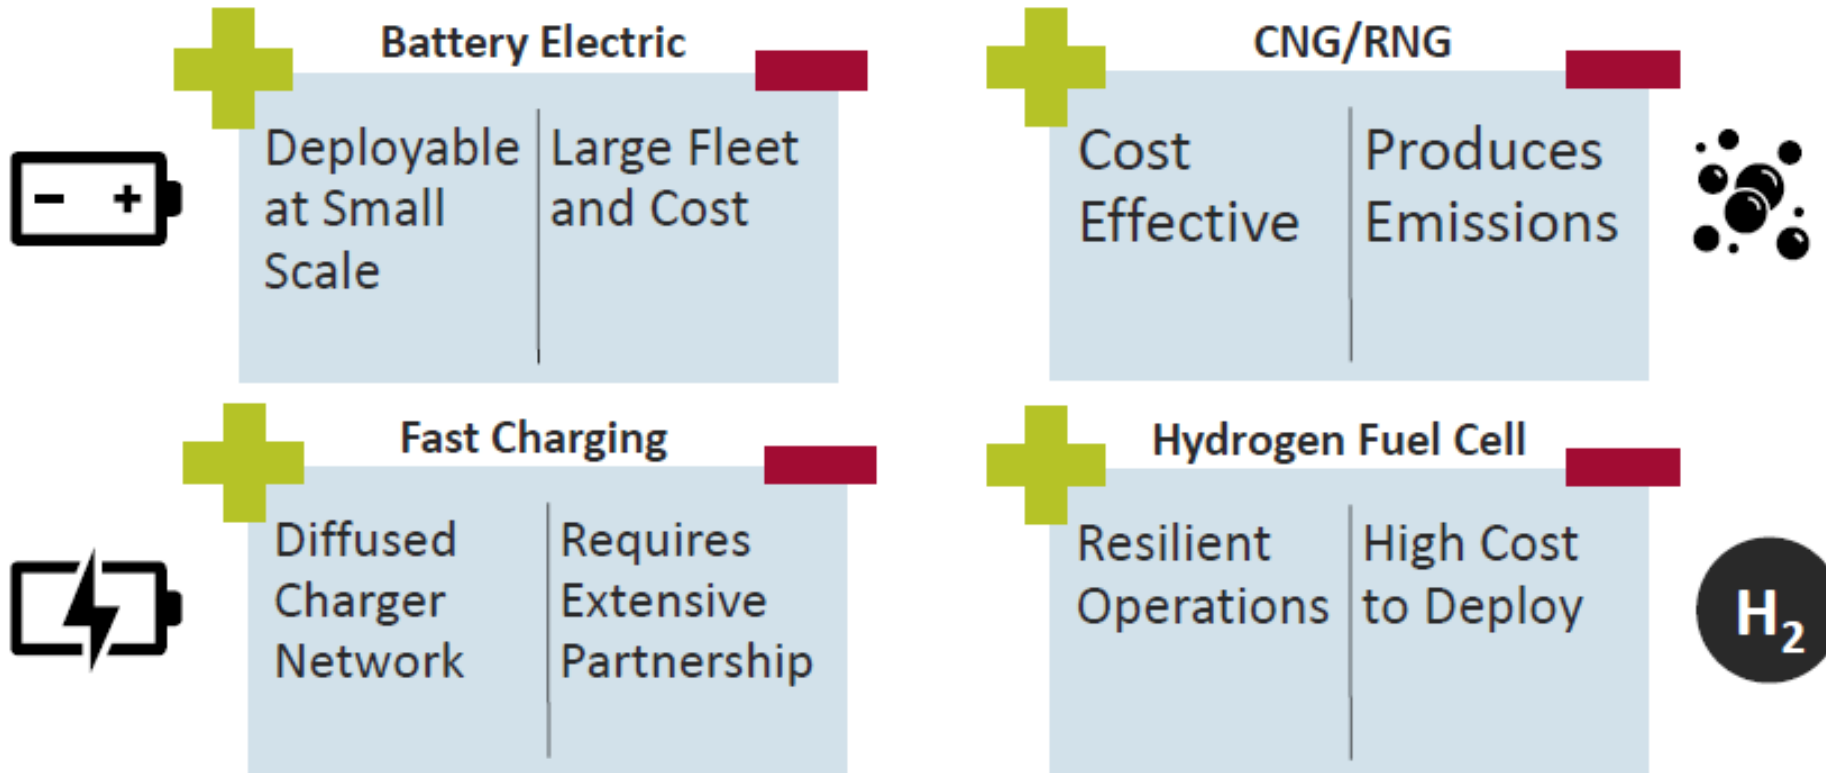 Battery Electric
Deployable
at Small
Scale
Large Fleet
and Cost
CNG/RNG
Cost
Effective
Produces
Emissions
Fast Charging
Diffused
Charger
Network
Requires
Extensive
Partnership
Hydrogen Fuel Cell
Resilient
Operations
High Cost
to Deploy
H₂